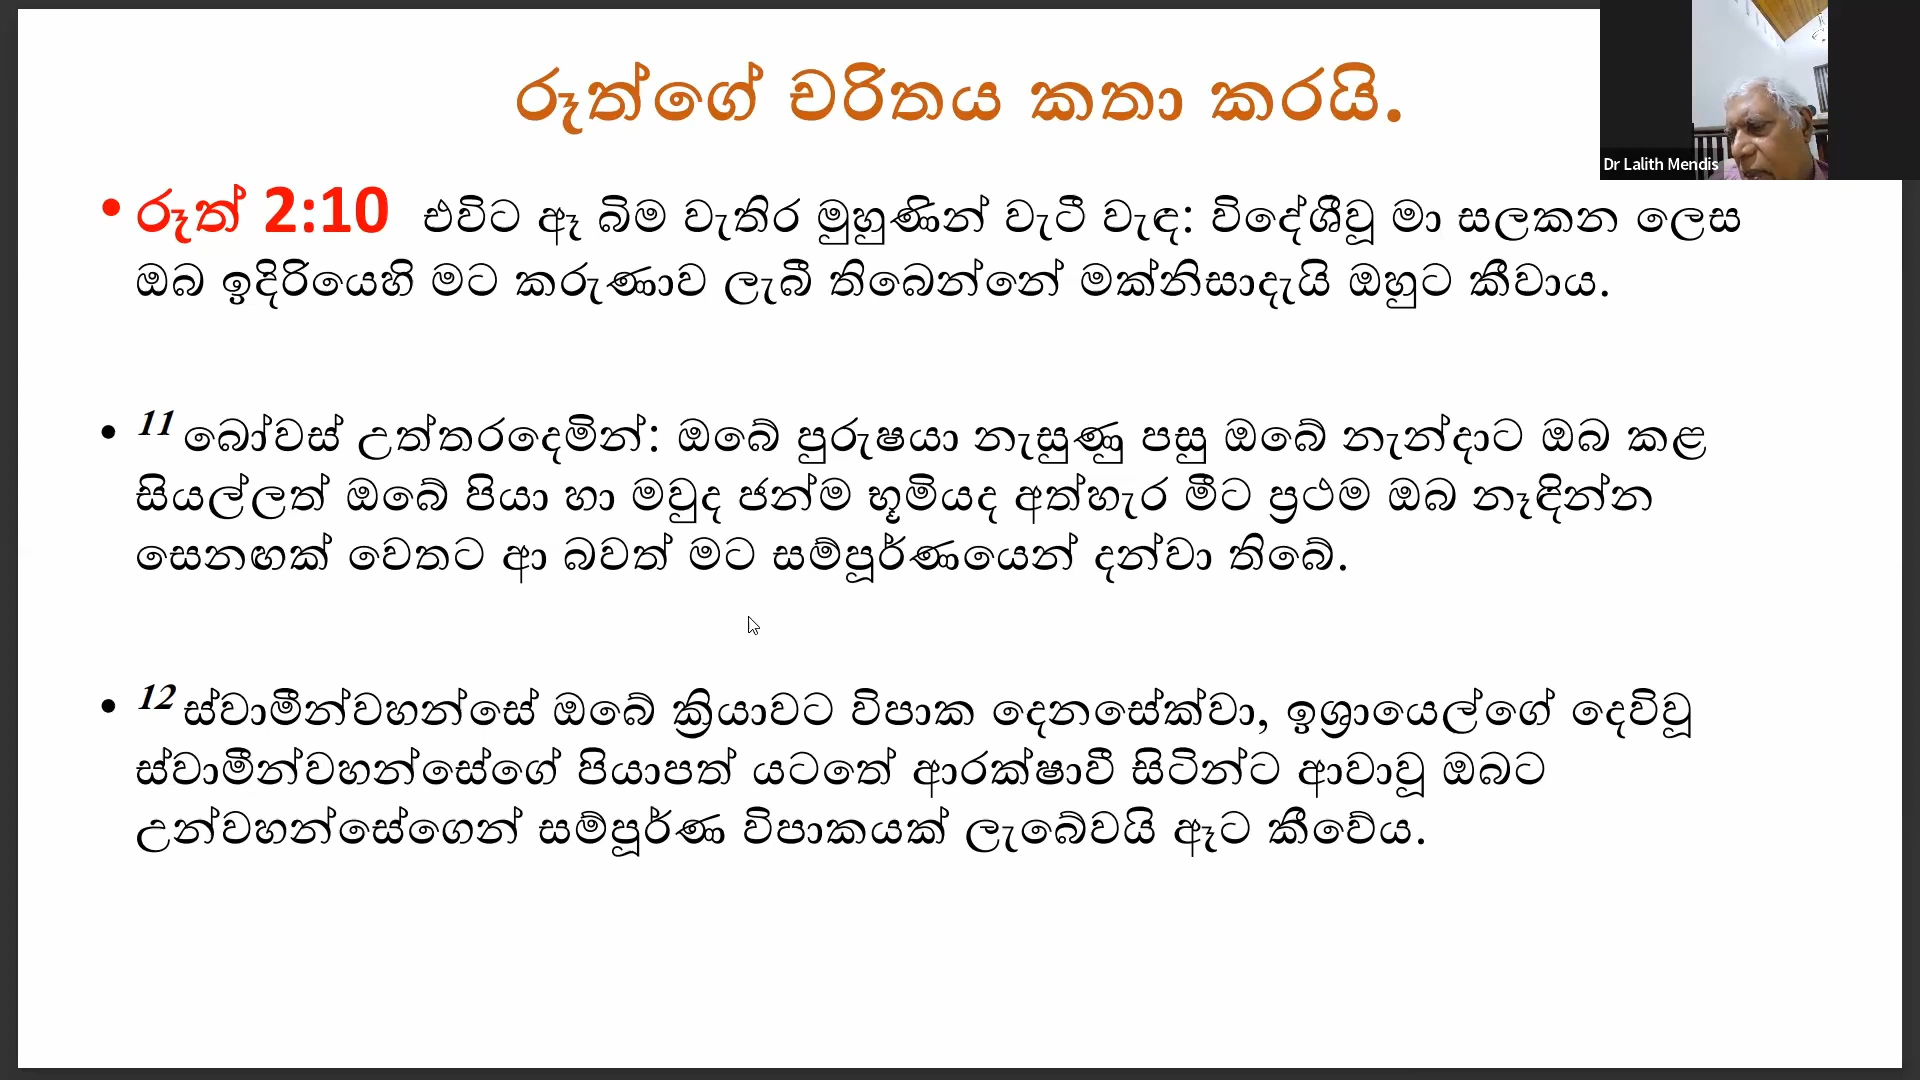 රූත්ගේ චරිතය කතා කරයි.
Dr Lalith Mendis
• රූත් 2:10 එවිට ඈ බිම වැතිර මුහුණින් වැටී වැඳ: විදේශීවූ මා සලකන ලෙස
ඔබ ඉදිරියෙහි මට කරුණාව ලැබී තිබෙන්නේ මක්නිසාදැයි ඔහුට කීවාය.
• 11 බෝවස් උත්තරදෙමින්: ඔබේ පුරුෂයා නැසුණු පසු ඔබේ නැන්දාට ඔබ කළ
සියල්ලත් ඔබේ පියා හා මවුද ජන්ම භූමියද අත්හැර මීට ප්‍රථම ඔබ නෑඳින්න
සෙනඟක් වෙතට ආ බවත් මට සම්පූර්ණයෙන් දන්වා තිබේ.
• 12 ස්වාමීන්වහන්සේ ඔබේ ක්‍රියාවට විපාක දෙනසේක්වා, ඉශ්‍රායෙල්ගේ දෙවිවූ
ස්වාමීන්වහන්සේගේ පියාපත් යටතේ ආරක්ෂාවී සිටින්ට ආවාවූ ඔබට
උන්වහන්සේගෙන් සම්පූර්ණ විපාකයක් ලැබේවයි ඈට කීවේය.